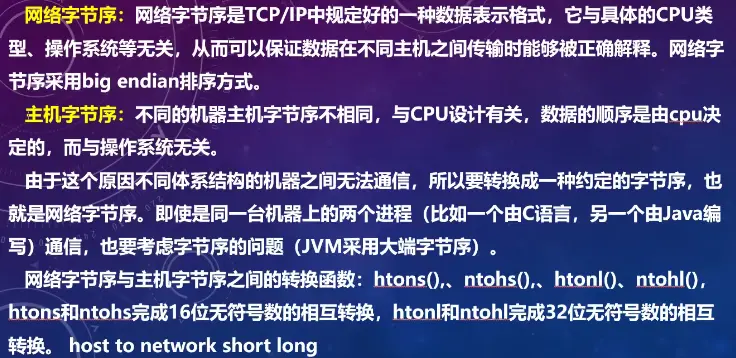 网络字节序：网络字节序是TCP/IP中规定好的一种数据表示格式，它与具体的CPU类
型、操作系统等无关，从而可以保证数据在不同主机之间传输时能够被正确解释。网络字
节序采用big endian排序方式。
主机字节序：不同的机器主机字节序不相同，与CPU设计有关，数据的顺序是由cpu决
定的，而与操作系统无关。
由于这个原因不同体系结构的机器之间无法通信，所以要转换成一种约定的字节序，也
就是网络字节序。即使是同一台机器上的两个进程（比如一个由C语言，另一个由Java编
写）通信，也要考虑字节序的问题（JVM采用大端字节序）。
网络字节序与主机字节序之间的转换函数：htons(),、ntohs(),、htonl()、ntohl()，
htons和ntohs完成16位无符号数的相互转换，htonl和ntohl完成32位无符号数的相互
转换。 host to network short long